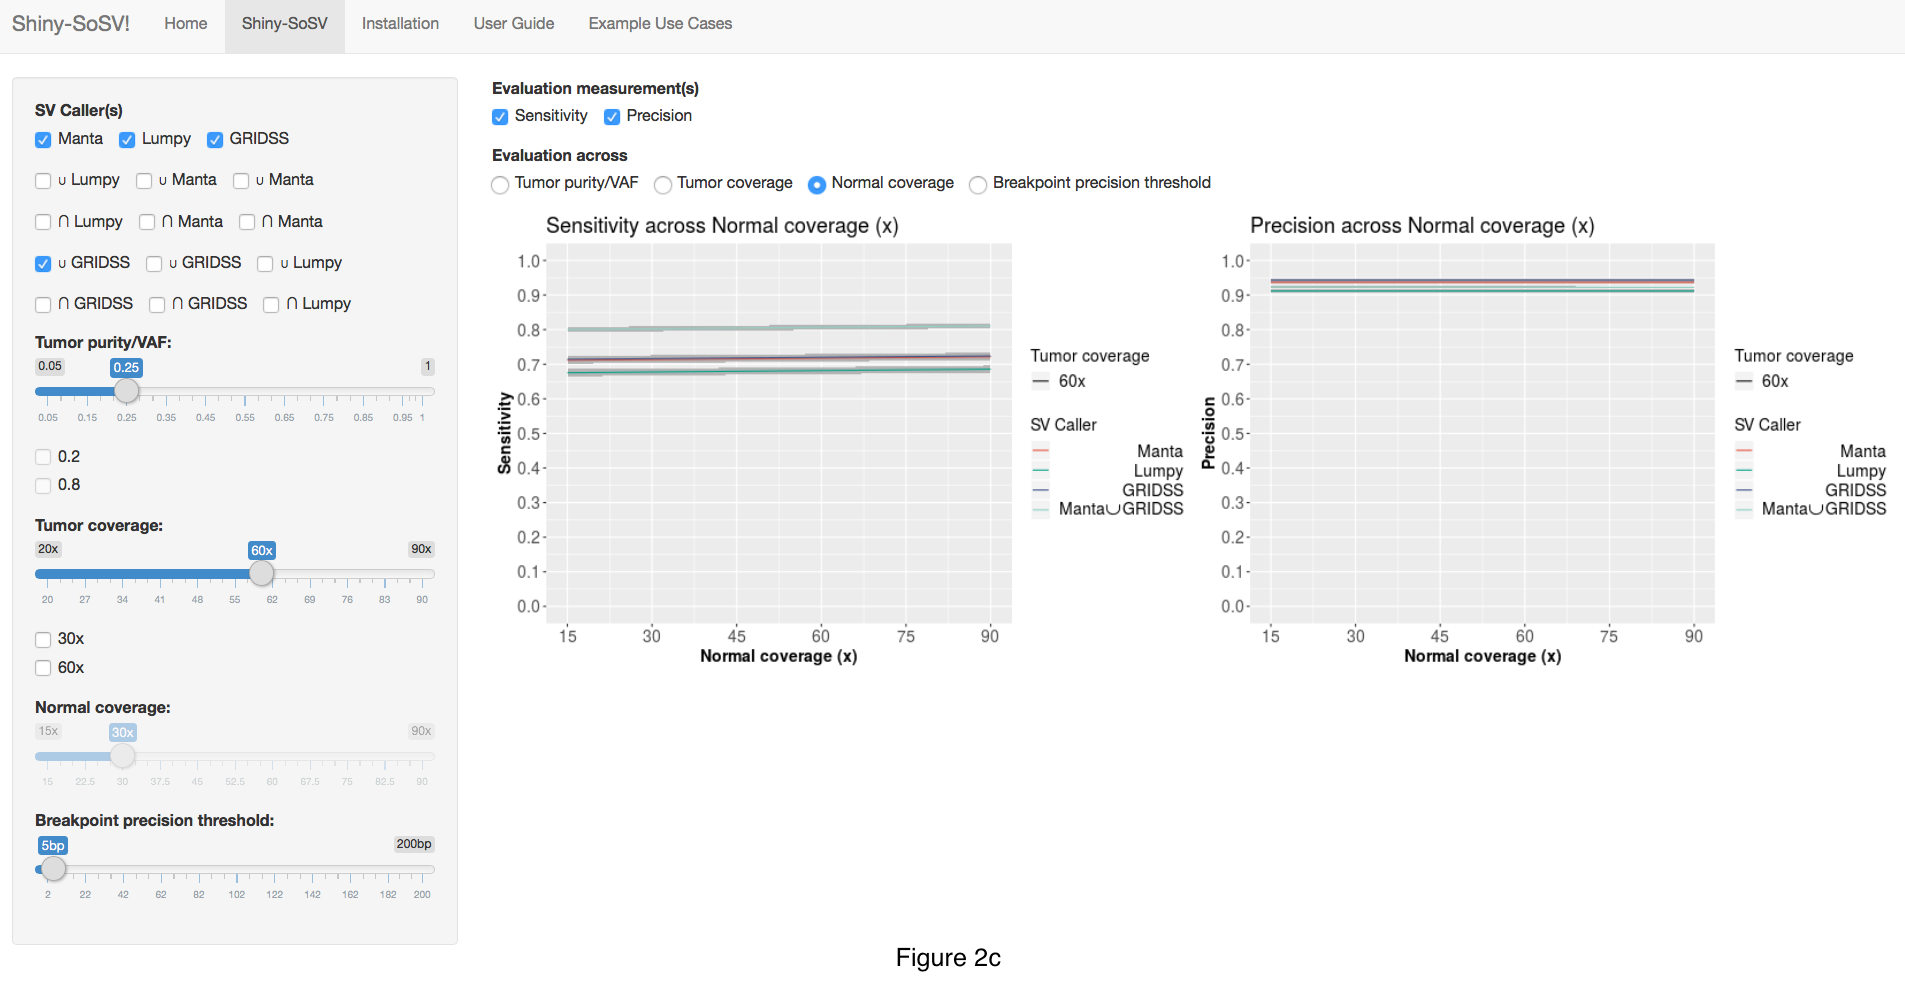 Shiny-SoSV! Home Shiny-SoSV Installation User Guide Example Use Cases
SV Caller(s)
Manta Lumpy GRIDSS
∪ Lumpy ∪ Manta ∪ Manta
∩ Lumpy ∩ Manta ∩ Manta
∪ GRIDSS ∪ GRIDSS ∪ Lumpy
∩ GRIDSS ∩ GRIDSS ∩ Lumpy
Tumor purity/VAF:
0.05 0.25 1
0.05 0.15 0.25 0.35 0.45 0.55 0.65 0.75 0.85 0.95 1
0.2
0.8
Tumor coverage:
20x 60x 90x
20 27 34 41 48 55 62 69 76 83 90
30x
60x
Normal coverage:
15x 30x 90x
15 22.5 30 37.5 45 52.5 60 67.5 75 82.5 90
Breakpoint precision threshold:
5bp 200bp
2 22 42 62 82 102 122 142 162 182 200
Evaluation measurement(s)
Sensitivity Precision
Evaluation across
Tumor purity/VAF Tumor coverage Normal coverage Breakpoint precision threshold
Sensitivity across Normal coverage (x)
Sensitivity
1.0
0.9
0.8
0.7
0.6
0.5
0.4
0.3
0.2
0.1
0.0
15 30 45 60 75 90
Normal coverage (x)
Tumor coverage
60x
SV Caller
Manta
Lumpy
GRIDSS
Manta∪GRIDSS
Precision across Normal coverage (x)
Precision
1.0
0.9
0.8
0.7
0.6
0.5
0.4
0.3
0.2
0.1
0.0
15 30 45 60 75 90
Normal coverage (x)
Tumor coverage
60x
SV Caller
Manta
Lumpy
GRIDSS
Manta∪GRIDSS
Figure 2c